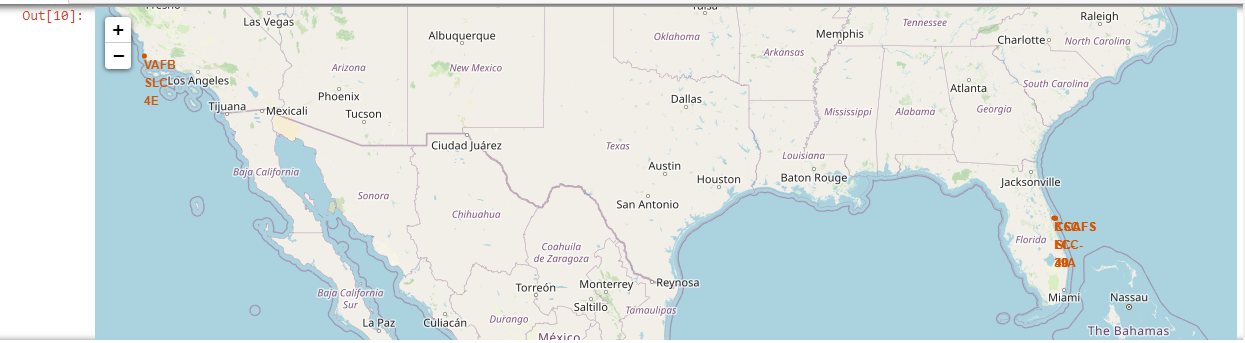 Out[10]:
Las Vegas
Albuquerque
Oklahoma
Memphis
Tennessee
Raleigh
Charlotte
North Carolina
Arkansas
+
−
VAFB
SLC-
4E
Los Angeles
Arizona
New Mexico
Phoenix
Tucson
Tijuana
Mexicali
Dallas
Atlanta
South Carolina
Mississippi
Alabama
Georgia
Ciudad Juárez
Texas
Louisiana
Austin
Houston
Baton Rouge
Jacksonville
Baja California
Sonora
Chihuahua
San Antonio
Florida
Coahuila
de Zaragoza
Torreón
Monterrey
Reynosa
Saltillo
Tamaulipas
Baja California
Sur
Durango
La Paz
Culiacán
México
Miami
Nassau
The Bahamas